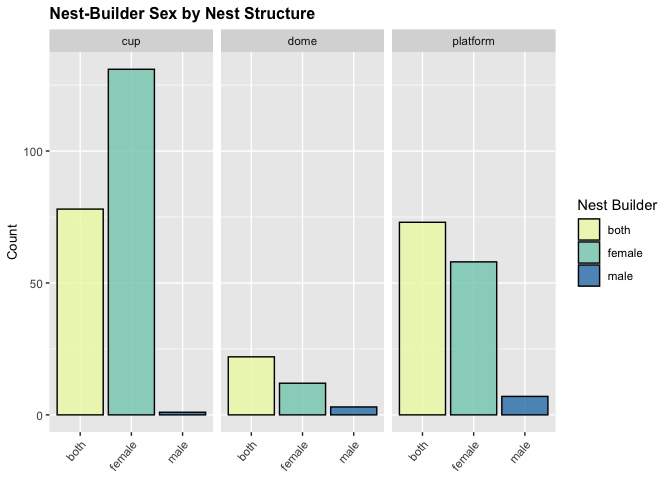 Nest-Builder Sex by Nest Structure
cup
dome
platform
Count
100
50
0
both
female
male
both
female
male
both
female
male
Nest Builder
both
female
male